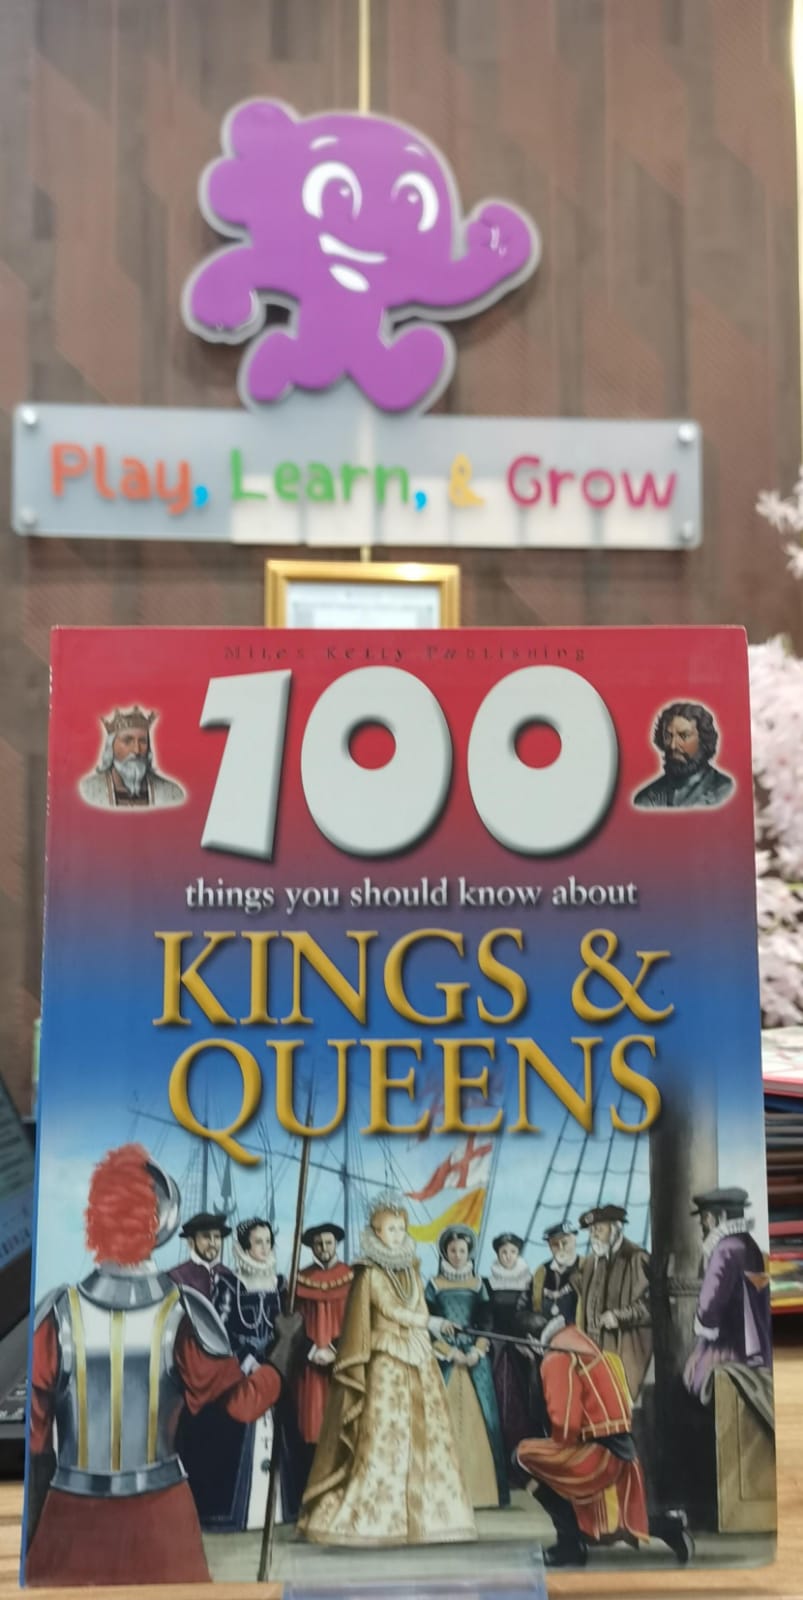 Play, Learn, & Grow
Miles Kelly Publishing
100
things you should know about
KINGS &
QUEENS